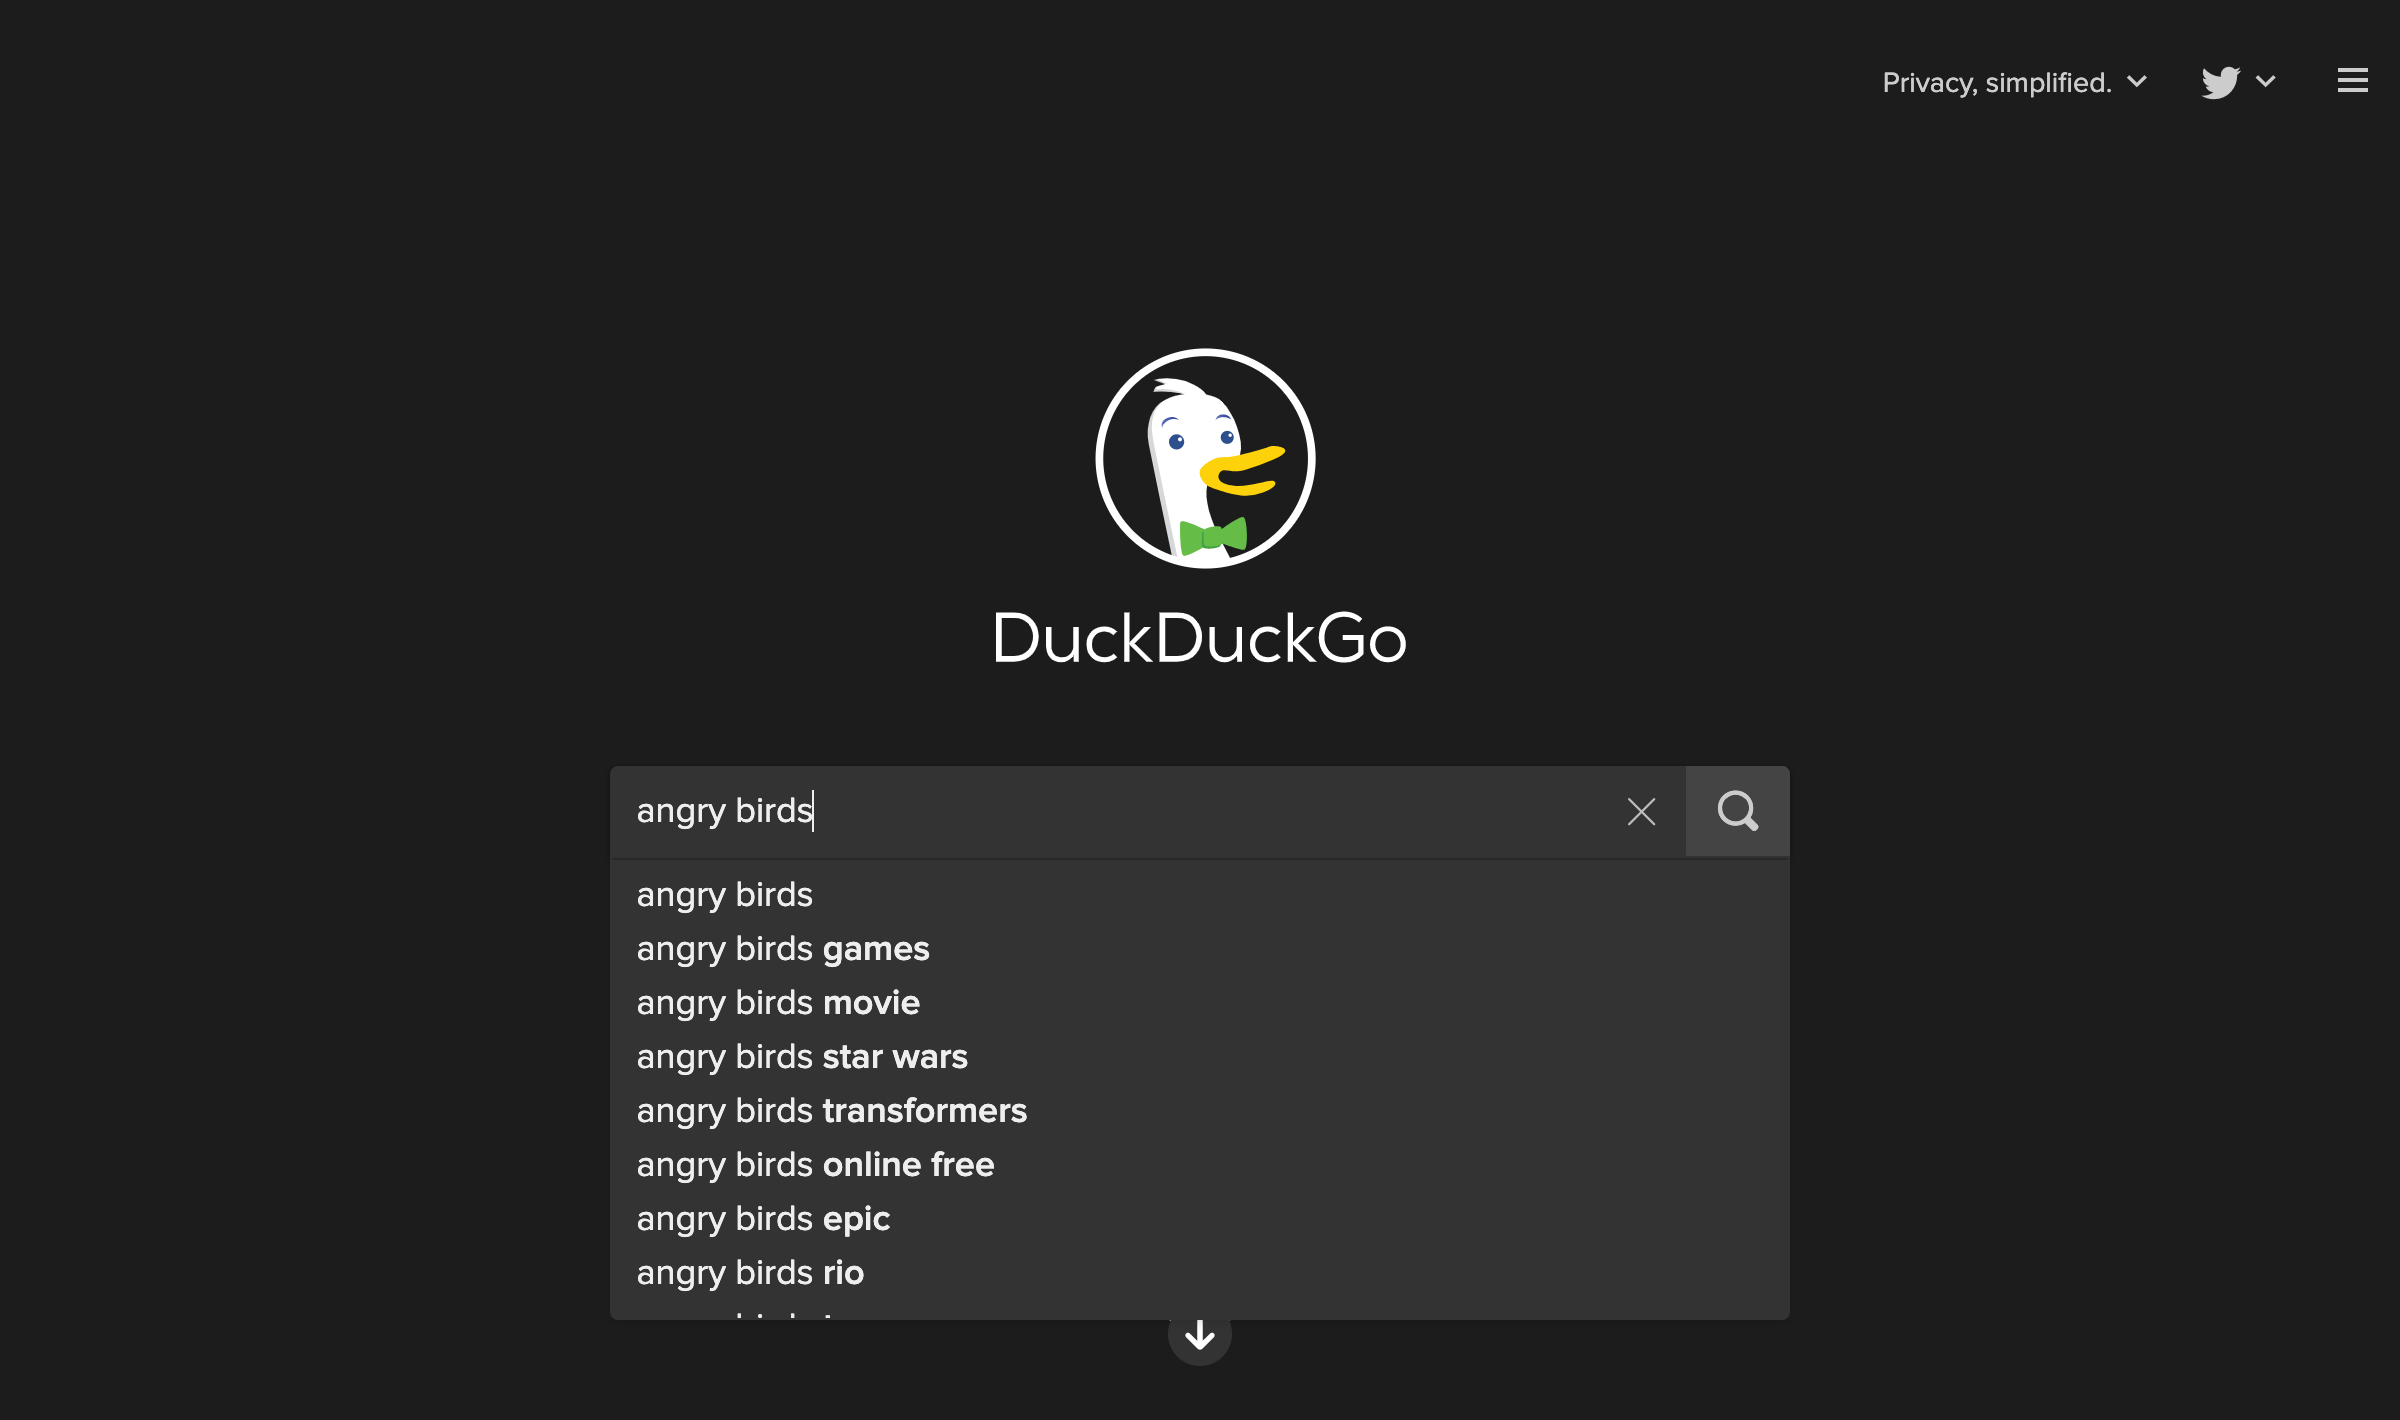 Privacy, simplified.
DuckDuckGo
angry birds
angry birds
angry birds games
angry birds movie
angry birds star wars
angry birds transformers
angry birds online free
angry birds epic
angry birds rio